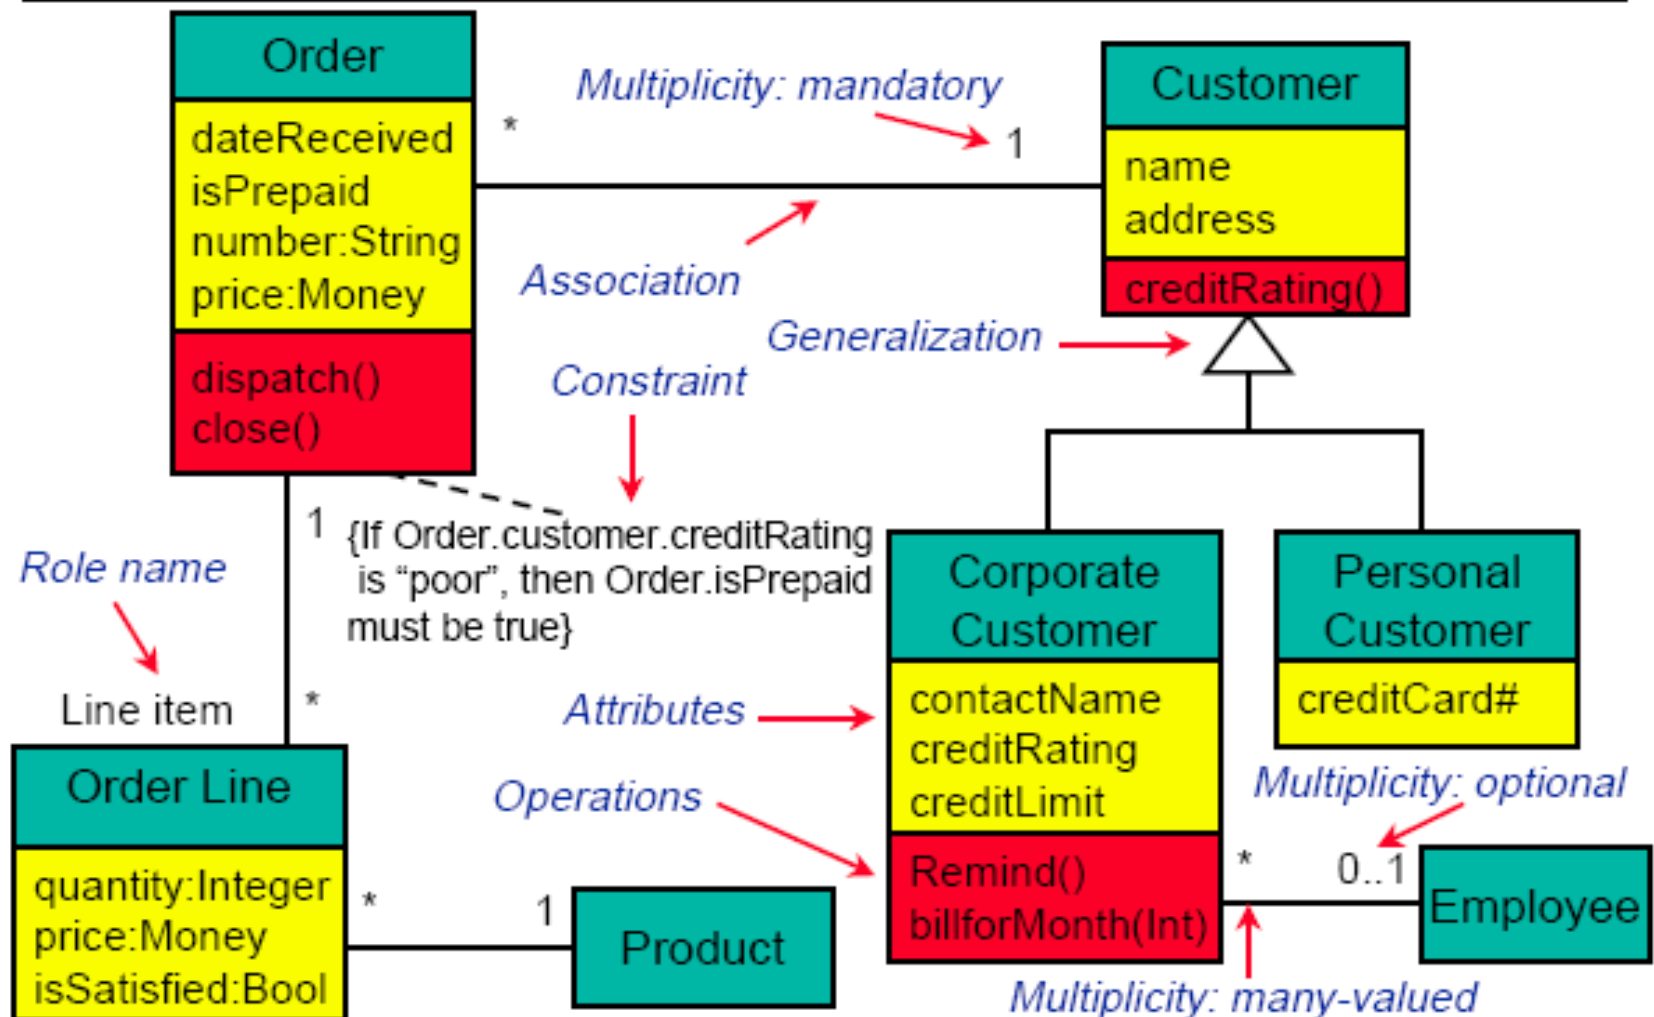 Order
dateReceived
isPrepaid
number:String
price:Money
dispatch()
close()
*
Multiplicity: mandatory
1
Association
Customer
name
address
creditRating()
Generalization
Constraint
1
{If Order.customer.creditRating
is “poor”, then Order.isPrepaid
must be true}
Role name
Line item
*
Order Line
quantity:Integer
price:Money
isSatisfied:Bool
*
1
Product
Attributes
Operations
Corporate
Customer
contactName
creditRating
creditLimit
Remind()
billforMonth(Int)
Personal
Customer
creditCard#
Multiplicity: optional
*
0..1
Employee
Multiplicity: many-valued